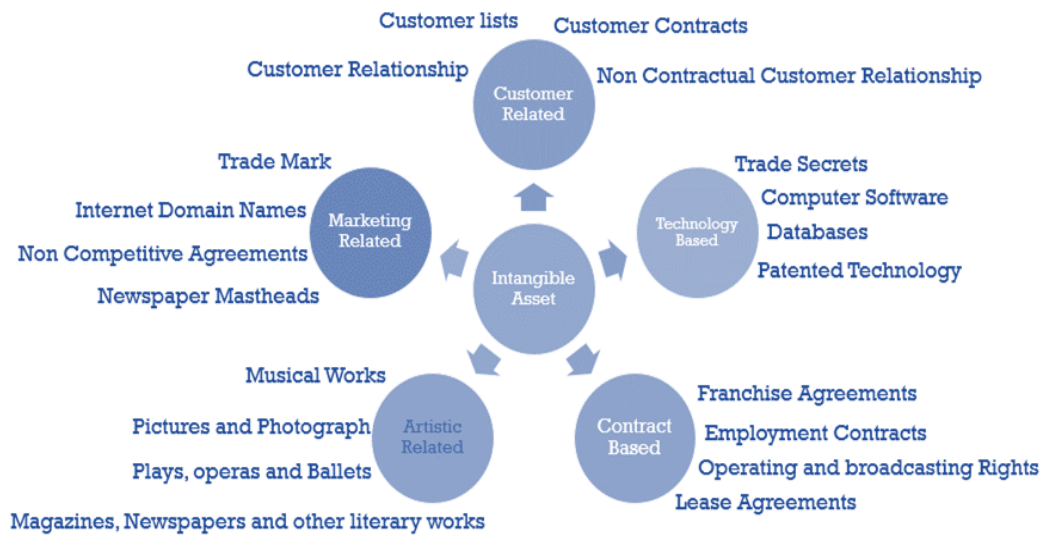 Customer lists
Customer Contracts
Customer Relationship
Non Contractual Customer Relationship
Customer
Related
Trade Mark
Internet Domain Names
Non Competitive Agreements
Newspaper Mastheads
Marketing
Related
Trade Secrets
Computer Software
Databases
Patented Technology
Technology
Based
Intangible
Asset
Musical Works
Pictures and Photograph
Plays, operas and Ballets
Magazines, Newspapers and other literary works
Artistic
Related
Contract
Based
Franchise Agreements
Employment Contracts
Operating and broadcasting Rights
Lease Agreements